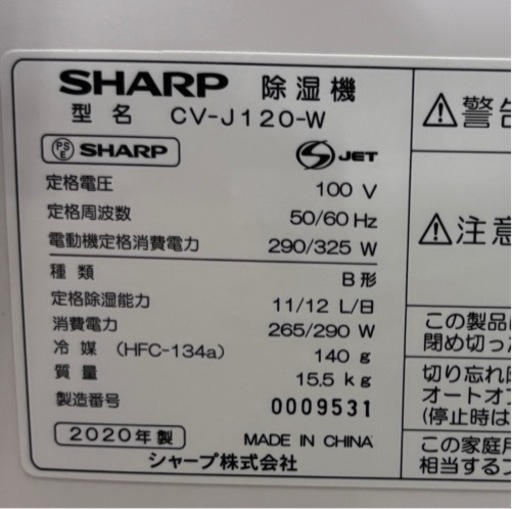 SHARP 除湿機
型名 CV-J120-W
PSE SHARP
S JET
定格電圧 100 V
定格周波数 50/60 Hz
電動機定格消費電力 290/325 W
種類 B形
定格除湿能力 11/12 L/日
消費電力 265/290 W
冷媒 (HFC-134a) 140 g
質量 15.5 kg
製造番号 0009531
2020年製 MADE IN CHINA
シャープ株式会社
警告
注意
この製品
閉め切った
切り忘れ
オートオフ
(停止時は
この家庭用
相当する